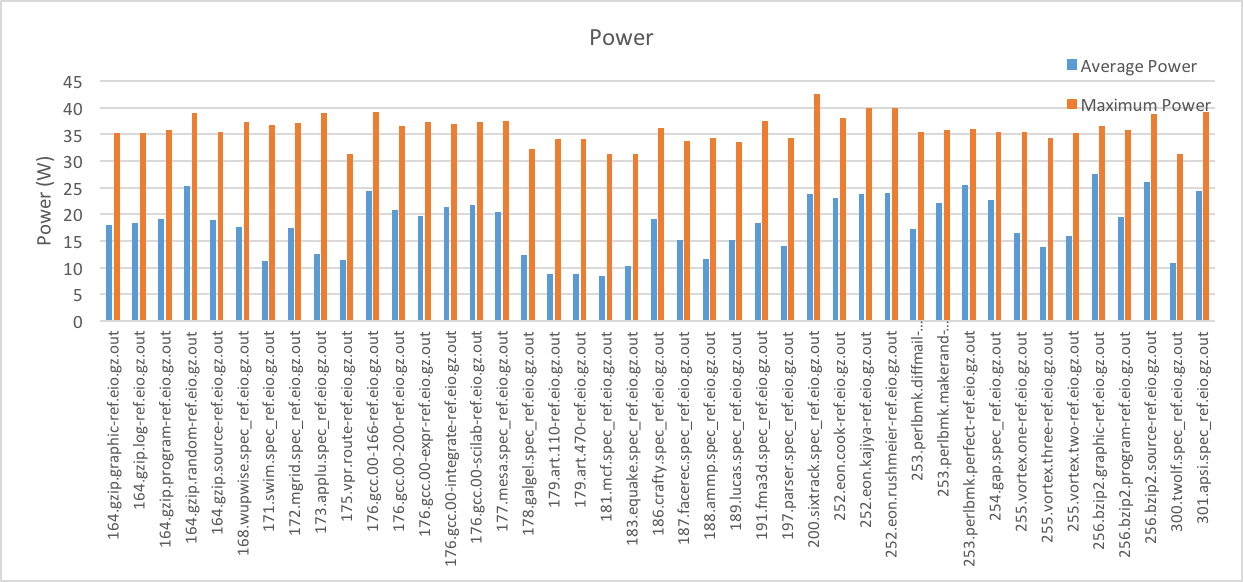 Power
Average Power
Maximum Power
Power (W)
45
40
35
30
25
20
15
10
5
0
164.gzip.graphic-ref.eio.gz.out
164.gzip.log-ref.eio.gz.out
164.gzip.program-ref.eio.gz.out
164.gzip.random-ref.eio.gz.out
164.gzip.source-ref.eio.gz.out
168.wupwise.spec_ref.eio.gz.out
171.swim.spec_ref.eio.gz.out
172.mgrid.spec_ref.eio.gz.out
173.applu.spec_ref.eio.gz.out
175.vpr.route-ref.eio.gz.out
176.gcc.00-166-ref.eio.gz.out
176.gcc.00-200-ref.eio.gz.out
176.gcc.00-expr-ref.eio.gz.out
176.gcc.00-integrate-ref.eio.gz.out
176.gcc.00-scilab-ref.eio.gz.out
177.mesa.spec_ref.eio.gz.out
178.galgel.spec_ref.eio.gz.out
179.art.110-ref.eio.gz.out
179.art.470-ref.eio.gz.out
181.mcf.spec_ref.eio.gz.out
183.equake.spec_ref.eio.gz.out
186.crafty.spec_ref.eio.gz.out
187.facerec.spec_ref.eio.gz.out
188.ammp.spec_ref.eio.gz.out
189.lucas.spec_ref.eio.gz.out
191.fma3d.spec_ref.eio.gz.out
197.parser.spec_ref.eio.gz.out
200.sixtrack.spec_ref.eio.gz.out
252.eon.cook-ref.eio.gz.out
252.eon.kajiya-ref.eio.gz.out
252.eon.rushmeier-ref.eio.gz.out
253.perlbmk.diffmail-…
253.perlbmk.makerand-…
253.perlbmk.perfect-ref.eio.gz.out
254.gap.spec_ref.eio.gz.out
255.vortex.one-ref.eio.gz.out
255.vortex.three-ref.eio.gz.out
255.vortex.two-ref.eio.gz.out
256.bzip2.graphic-ref.eio.gz.out
256.bzip2.program-ref.eio.gz.out
256.bzip2.source-ref.eio.gz.out
300.twolf.spec_ref.eio.gz.out
301.apsi.spec_ref.eio.gz.out